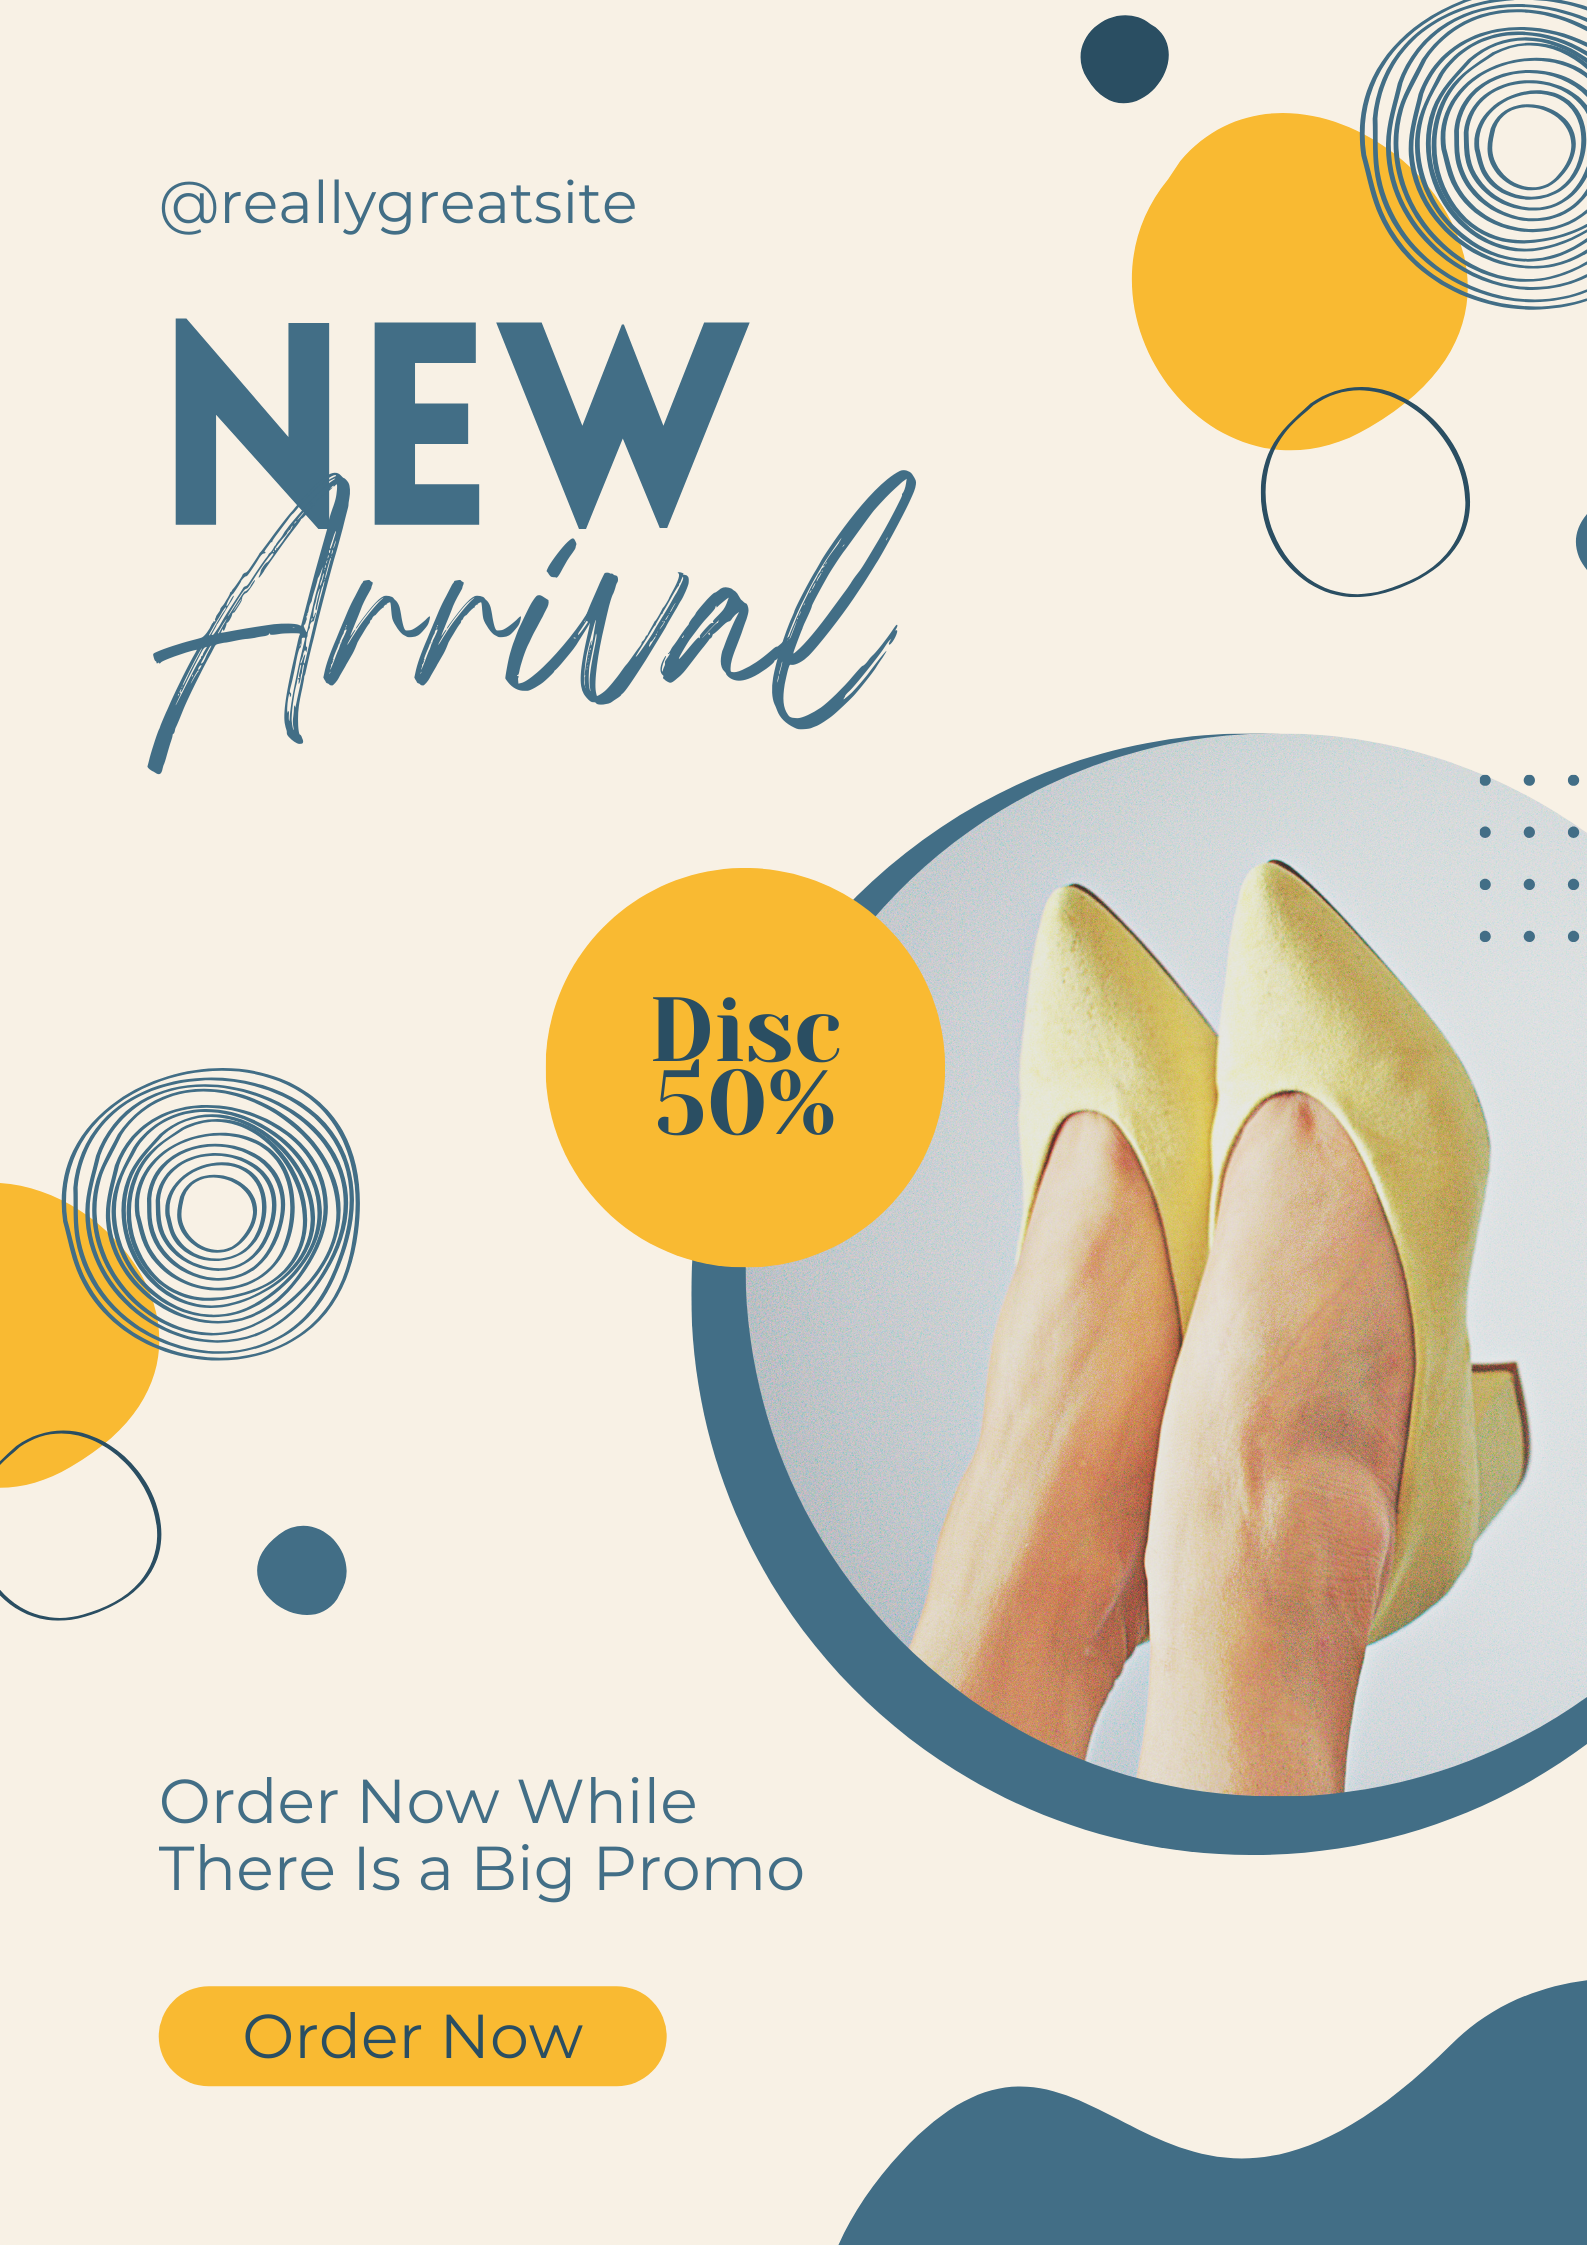 @reallygreatsite
NEW
Arrival
Disc
50%
Order Now While
There Is a Big Promo
Order Now